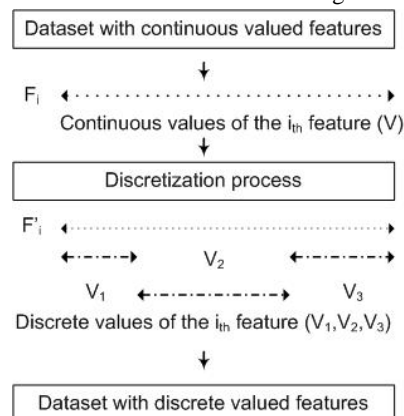 Dataset with continuous valued features
Fᵢ
Continuous values of the iₜₕ feature (V)
Discretization process
F'ᵢ
V₂
V₁ V₃
Discrete values of the iₜₕ feature (V₁,V₂,V₃)
Dataset with discrete valued features